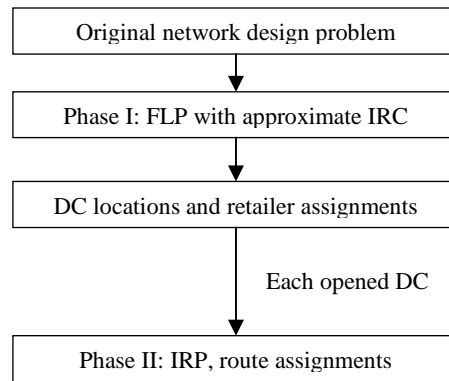 Original network design problem
Phase I: FLP with approximate IRC
DC locations and retailer assignments
Each opened DC
Phase II: IRP, route assignments